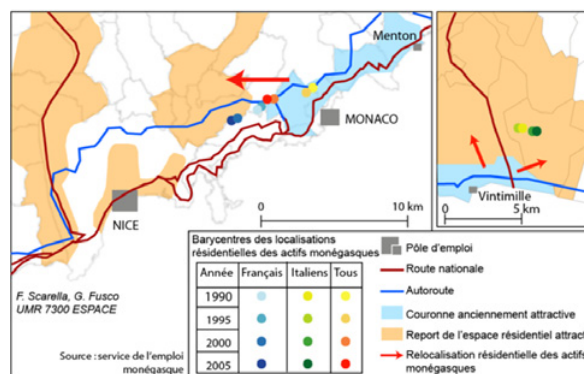 Menton
MONACO
NICE
0 10 km
Vintimille
0 5 km
F. Scarella, G. Fusco
UMR 7300 ESPACE
Source : service de l'emploi
monégasque
Barycentres des localisations
résidentielles des actifs monégasques
Année Français Italiens Tous
1990
1995
2000
2005
Pôle d'emploi
Route nationale
Autoroute
Couronne anciennement attractive
Report de l'espace résidentiel attract
Relocalisation résidentielle des actifs
monégasques